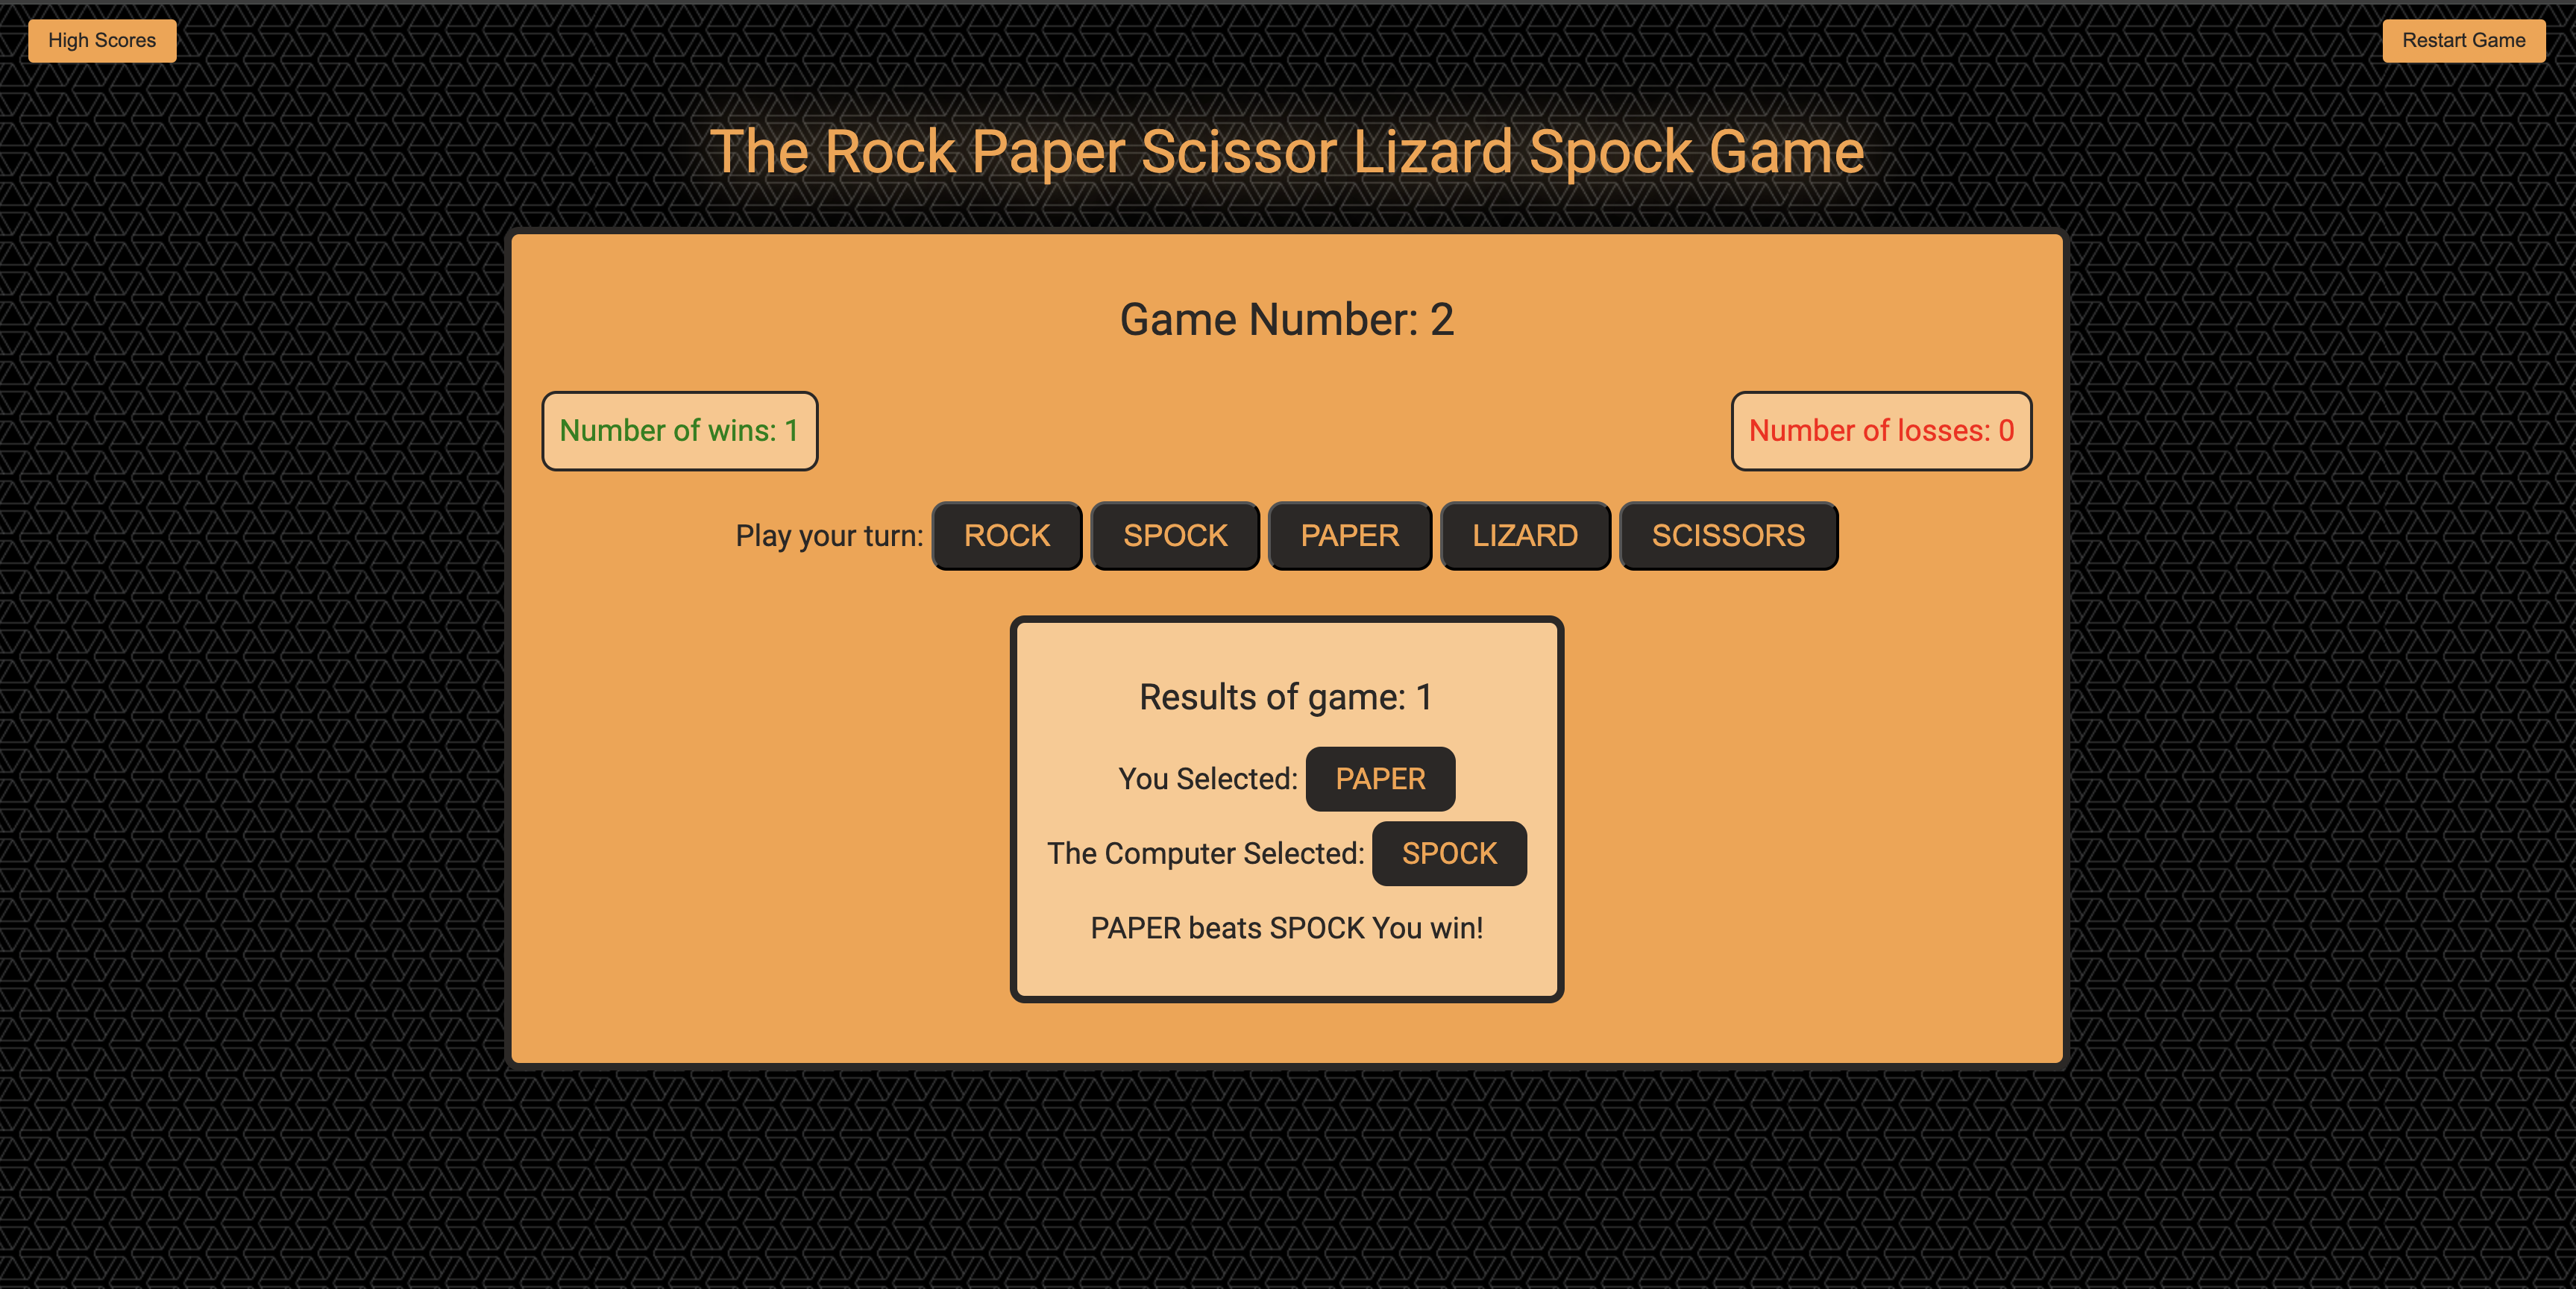 High Scores
Restart Game
The Rock Paper Scissor Lizard Spock Game
Game Number: 2
Number of wins: 1
Number of losses: 0
Play your turn: ROCK SPOCK PAPER LIZARD SCISSORS
Results of game: 1
You Selected: PAPER
The Computer Selected: SPOCK
PAPER beats SPOCK You win!